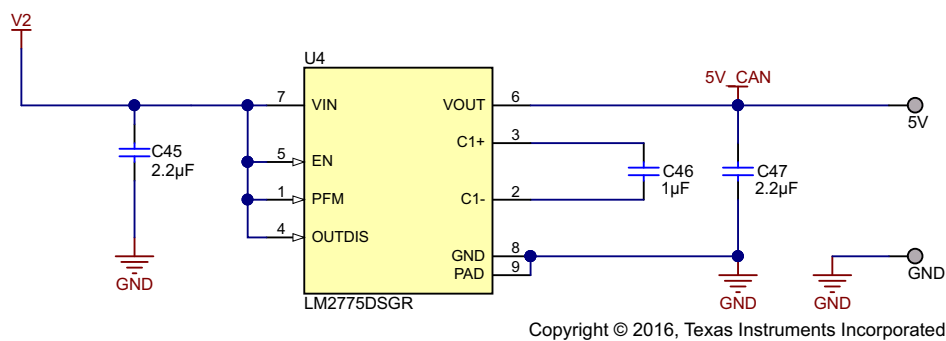 V2
U4
5V_CAN
7 VIN VOUT 6
5V
C1+ 3
C45
2.2µF
5 EN
C46
1µF
C47
2.2µF
1 PFM
C1- 2
4 OUTDIS
GND 8
PAD 9
GND
GND
GND
GND
LM2775DSGR
Copyright © 2016, Texas Instruments Incorporated